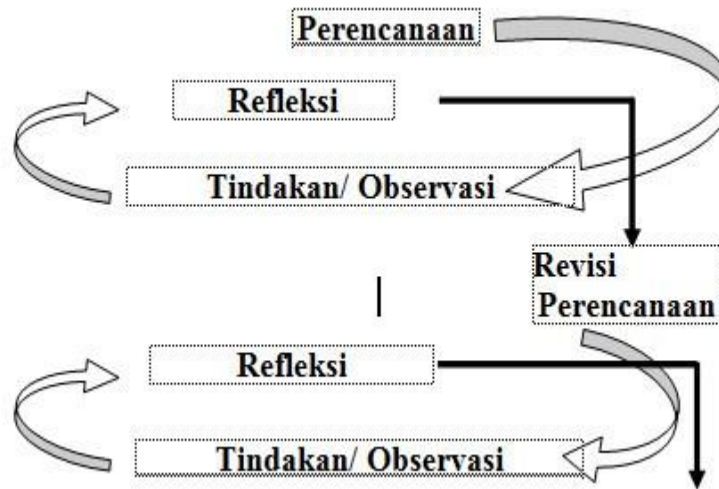 Perencanaan
Refleksi
Tindakan/ Observasi
Revisi
Perencanaan
Refleksi
Tindakan/ Observasi